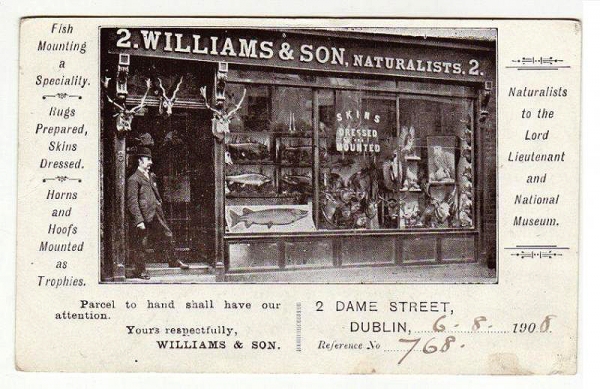 Fish
Mounting
a
Speciality.
Rugs
Prepared,
Skins
Dressed.
Horns
and
Hoofs
Mounted
as
Trophies.
2. WILLIAMS & SON, NATURALISTS. 2.
SKINS
DRESSED
MOUNTED
Naturalists
to the
Lord
Lieutenant
and
National
Museum.
Parcel to hand shall have our
attention.
Yours respectfully,
WILLIAMS & SON.
2 DAME STREET,
DUBLIN, 6. 8. 1908
Reference No 768.